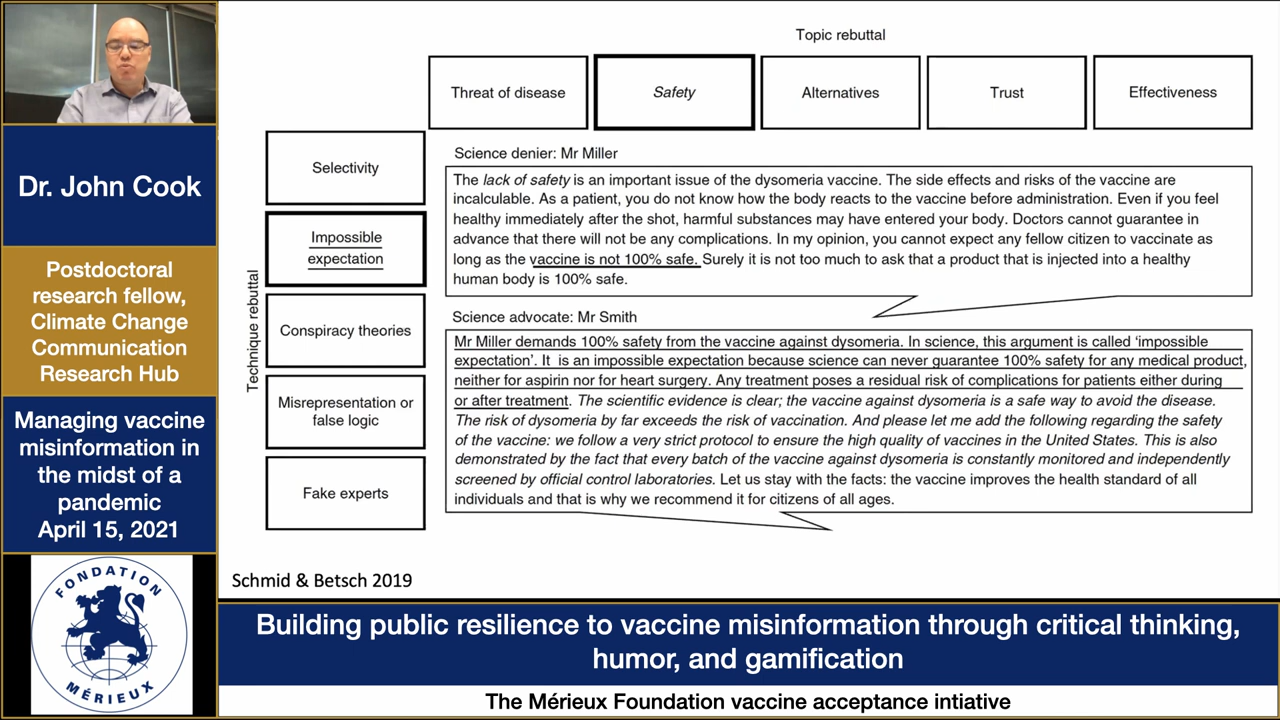 Dr. John Cook
Postdoctoral
research fellow,
Climate Change
Communication
Research Hub
Managing vaccine
misinformation in
the midst of a
pandemic
April 15, 2021
FONDATION
MÉRIEUX
Topic rebuttal
Threat of disease
Safety
Alternatives
Trust
Effectiveness
Technique rebuttal
Selectivity
Impossible
expectation
Conspiracy theories
Misrepresentation or
false logic
Fake experts
Science denier: Mr Miller
The lack of safety is an important issue of the dysomeria vaccine. The side effects and risks of the vaccine are
incalculable. As a patient, you do not know how the body reacts to the vaccine before administration. Even if you feel
healthy immediately after the shot, harmful substances may have entered your body. Doctors cannot guarantee in
advance that there will not be any complications. In my opinion, you cannot expect any fellow citizen to vaccinate as
long as the vaccine is not 100% safe. Surely it is not too much to ask that a product that is injected into a healthy
human body is 100% safe.
Science advocate: Mr Smith
Mr Miller demands 100% safety from the vaccine against dysomeria. In science, this argument is called ‘impossible
expectation’. It is an impossible expectation because science can never guarantee 100% safety for any medical product,
neither for aspirin nor for heart surgery. Any treatment poses a residual risk of complications for patients either during
or after treatment. The scientific evidence is clear; the vaccine against dysomeria is a safe way to avoid the disease.
The risk of dysomeria by far exceeds the risk of vaccination. And please let me add the following regarding the safety
of the vaccine: we follow a very strict protocol to ensure the high quality of vaccines in the United States. This is also
demonstrated by the fact that every batch of the vaccine against dysomeria is constantly monitored and independently
screened by official control laboratories. Let us stay with the facts: the vaccine improves the health standard of all
individuals and that is why we recommend it for citizens of all ages.
Schmid & Betsch 2019
Building public resilience to vaccine misinformation through critical thinking,
humor, and gamification
The Mérieux Foundation vaccine acceptance intiative